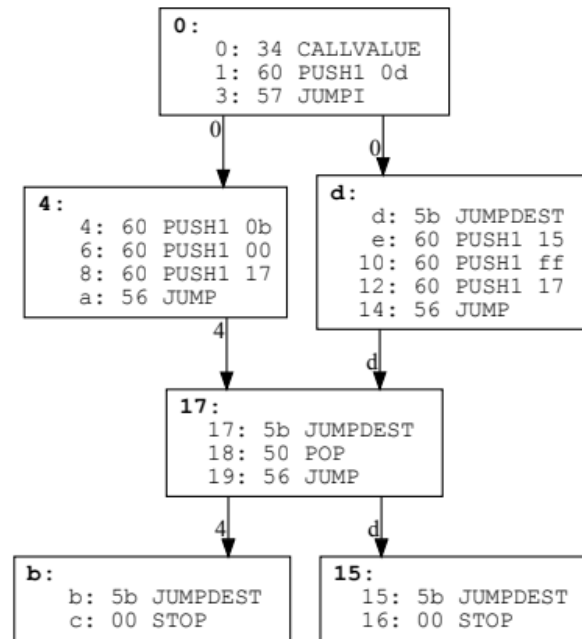 0:
0: 34 CALLVALUE
1: 60 PUSH1 0d
3: 57 JUMPI
0
0
4:
4: 60 PUSH1 0b
6: 60 PUSH1 00
8: 60 PUSH1 17
a: 56 JUMP
d:
d: 5b JUMPDEST
e: 60 PUSH1 15
10: 60 PUSH1 ff
12: 60 PUSH1 17
14: 56 JUMP
4
d
17:
17: 5b JUMPDEST
18: 50 POP
19: 56 JUMP
4
d
b:
b: 5b JUMPDEST
c: 00 STOP
15:
15: 5b JUMPDEST
16: 00 STOP